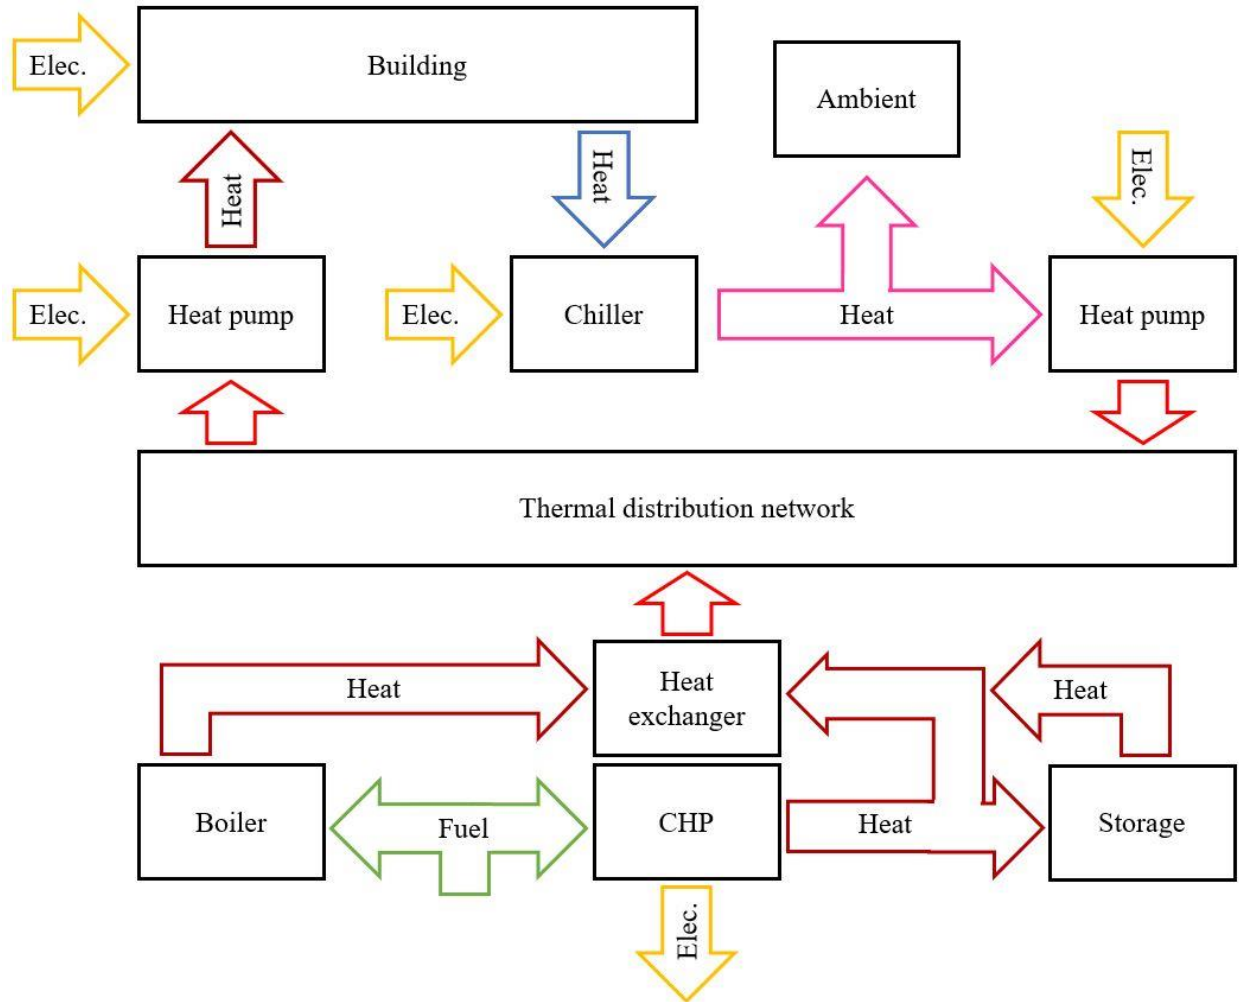 Elec.
Building
Ambient
Heat
Heat
Elec.
Elec.
Heat pump
Elec.
Chiller
Heat
Heat pump
Thermal distribution network
Heat
Heat
exchanger
Heat
Boiler
Fuel
CHP
Heat
Storage
Elec.